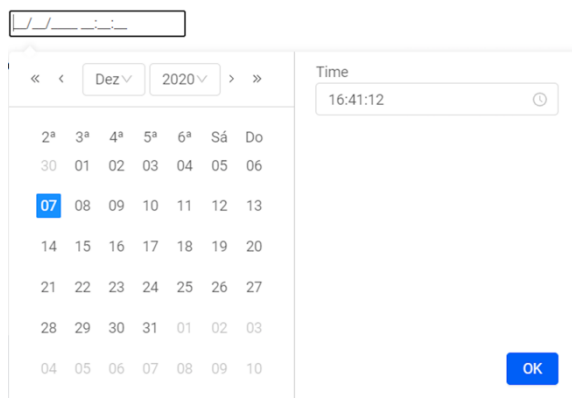 __/__/____ __:__:__
« ‹ Dez 2020 › »
2ª 3ª 4ª 5ª 6ª Sá Do
30 01 02 03 04 05 06
07 08 09 10 11 12 13
14 15 16 17 18 19 20
21 22 23 24 25 26 27
28 29 30 31 01 02 03
04 05 06 07 08 09 10
Time
16:41:12
OK